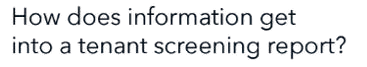 How does information get
into a tenant screening report?